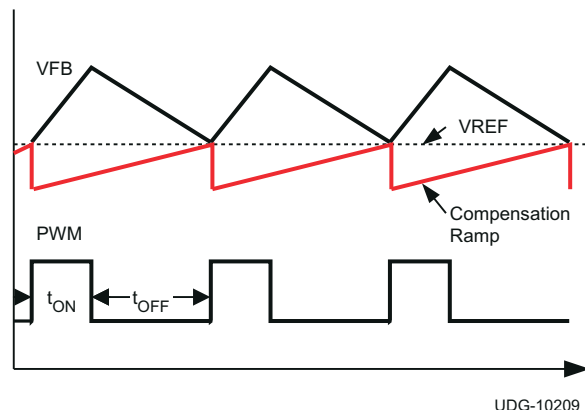 VFB
VREF
Compensation
Ramp
PWM
tON
tOFF
UDG-10209